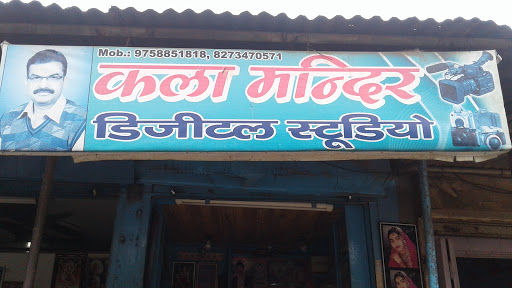 Mob.: 9758851818, 8273470571
कला मन्दिर
डिजीटल स्टूडियो